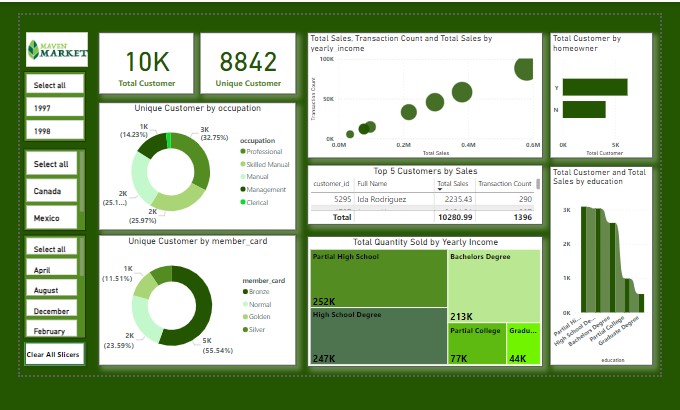 MAVEN
MARKET
Select all
1997
1998
Select all
Canada
Mexico
Select all
April
August
December
February
Clear All Slicers
10K
Total Customer
8842
Unique Customer
Unique Customer by occupation
1K
(14.23%)
3K
(32.75%)
2K
(25.1...)
2K
(25.97%)
occupation
Professional
Skilled Manual
Manual
Management
Clerical
Unique Customer by member_card
1K
(11.51%)
2K
(23.59%)
5K
(55.54%)
member_card
Bronze
Normal
Golden
Silver
Total Sales, Transaction Count and Total Sales by
yearly_income
Transaction Count
100K
50K
0K
0.0M 0.2M 0.4M 0.6M
Total Sales
Top 5 Customers by Sales
customer_id Full Name Total Sales Transaction Count
5295 Ida Rodriguez 2235.43 290
Total 10280.99 1396
Total Quantity Sold by Yearly Income
Partial High School
252K
High School Degree
247K
Bachelors Degree
213K
Partial College
77K
Gradu...
44K
Total Customer by
homeowner
Y
N
0K 5K
Total Customer
Total Customer and Total
Sales by education
3K
2K
1K
0K
Partial Hi...
High School De...
Bachelors Degree
Partial College
Graduate Degree
education